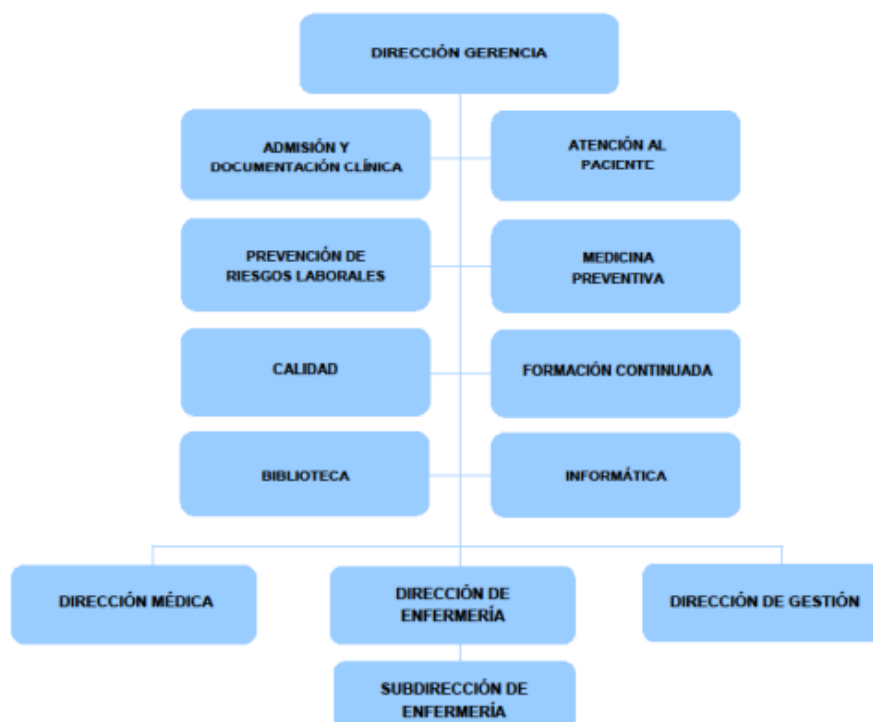 DIRECCIÓN GERENCIA
ADMISIÓN Y
DOCUMENTACIÓN CLÍNICA
ATENCIÓN AL
PACIENTE
PREVENCIÓN DE
RIESGOS LABORALES
MEDICINA
PREVENTIVA
CALIDAD
FORMACIÓN CONTINUADA
BIBLIOTECA
INFORMÁTICA
DIRECCIÓN MÉDICA
DIRECCIÓN DE
ENFERMERÍA
DIRECCIÓN DE GESTIÓN
SUBDIRECCIÓN DE
ENFERMERÍA